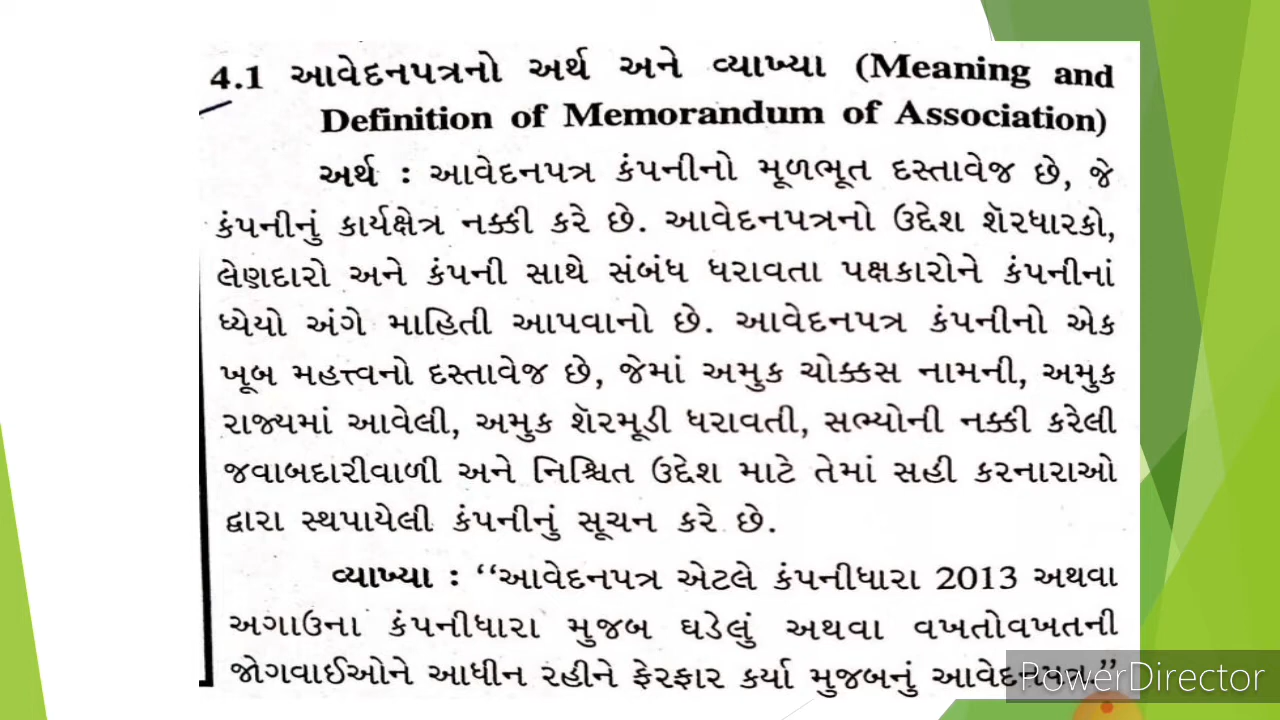 4.1 આવેદનપત્રનો અર્થ અને વ્યાખ્યા (Meaning and
Definition of Memorandum of Association)
અર્થ : આવેદનપત્ર કંપનીનો મૂળભૂત દસ્તાવેજ છે, જે
કંપનીનું કાર્યક્ષેત્ર નક્કી કરે છે. આવેદનપત્રનો ઉદ્દેશ શૅરધારકો,
લેણદારો અને કંપની સાથે સંબંધ ધરાવતા પક્ષકારોને કંપનીનાં
ધ્યેયો અંગે માહિતી આપવાનો છે. આવેદનપત્ર કંપનીનો એક
ખૂબ મહત્ત્વનો દસ્તાવેજ છે, જેમાં અમુક ચોક્કસ નામની, અમુક
રાજ્યમાં આવેલી, અમુક શૅરમૂડી ધરાવતી, સભ્યોની નક્કી કરેલી
જવાબદારીવાળી અને નિશ્ચિત ઉદ્દેશ માટે તેમાં સહી કરનારાઓ
દ્વારા સ્થપાયેલી કંપનીનું સૂચન કરે છે.
વ્યાખ્યા : “આવેદનપત્ર એટલે કંપનીધારા 2013 અથવા
અગાઉના કંપનીધારા મુજબ ઘડેલું અથવા વખતોવખતની
જોગવાઈઓને આધીન રહીને ફેરફાર કર્યા મુજબનું આવેદનપત્ર.”
PowerDirector